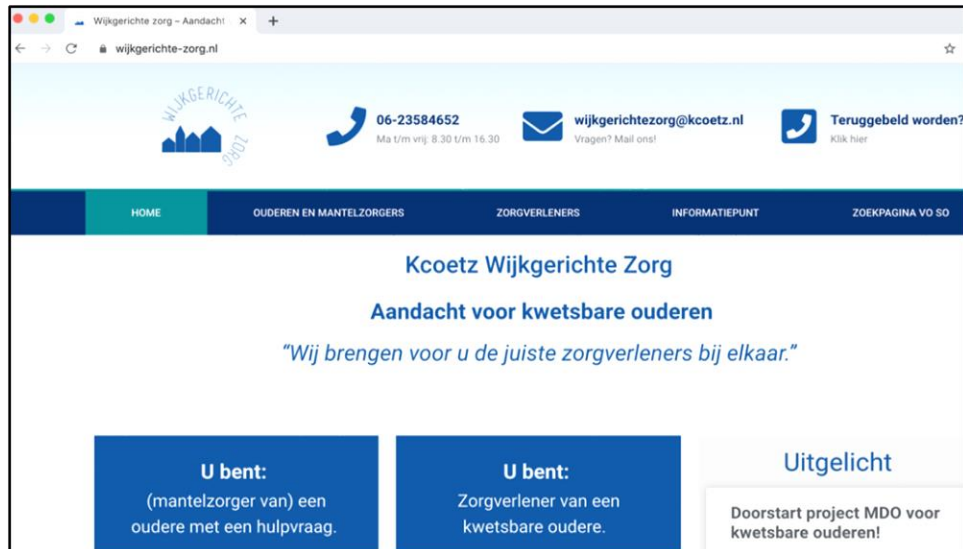 Wijkgerichte zorg – Aandacht
wijkgerichte-zorg.nl
WIJKGERICHTE ZORG
06-23584652
Ma t/m vrij: 8.30 t/m 16.30
wijkgerichtezorg@kcoetz.nl
Vragen? Mail ons!
Teruggebeld worden?
Klik hier
HOME OUDEREN EN MANTELZORGERS ZORGVERLENERS INFORMATIEPUNT ZOEKPAGINA VO SO
Kcoetz Wijkgerichte Zorg
Aandacht voor kwetsbare ouderen
“Wij brengen voor u de juiste zorgverleners bij elkaar.”
U bent:
(mantelzorger van) een
oudere met een hulpvraag.
U bent:
Zorgverlener van een
kwetsbare oudere.
Uitgelicht
Doorstart project MDO voor
kwetsbare ouderen!